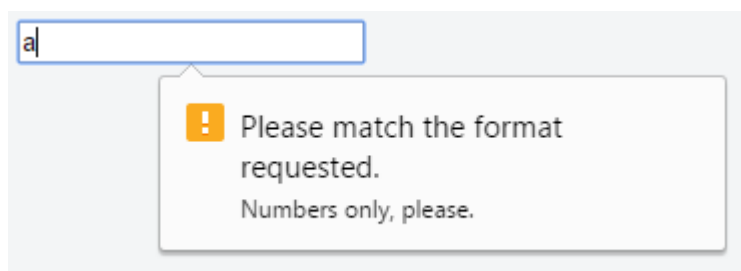 a
Please match the format
requested.
Numbers only, please.